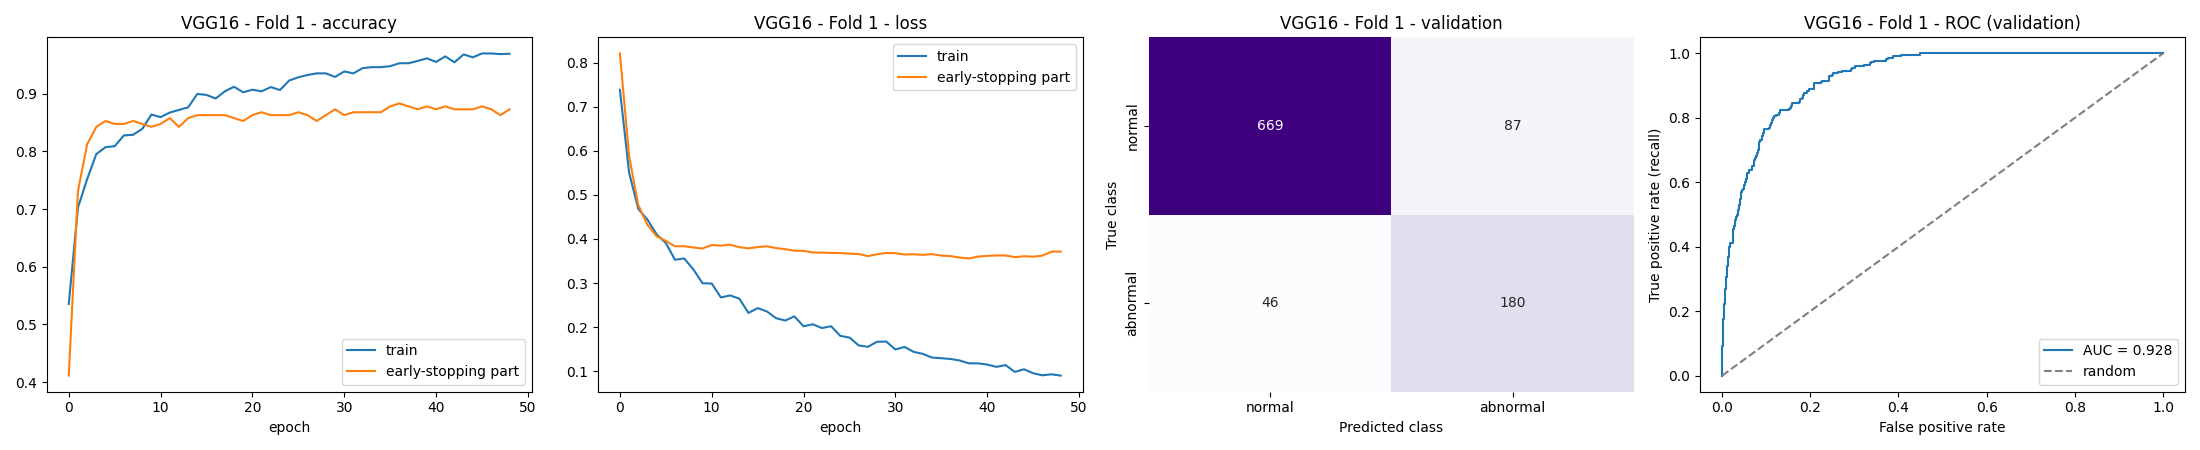 VGG16 - Fold 1 - accuracy
0.9
0.8
0.7
0.6
0.5
0.4
0 10 20 30 40 50
epoch
train
early-stopping part
VGG16 - Fold 1 - loss
0.8
0.7
0.6
0.5
0.4
0.3
0.2
0.1
0 10 20 30 40 50
epoch
train
early-stopping part
VGG16 - Fold 1 - validation
True class
normal
abnormal
669 87
46 180
normal abnormal
Predicted class
VGG16 - Fold 1 - ROC (validation)
True positive rate (recall)
1.0
0.8
0.6
0.4
0.2
0.0
0.0 0.2 0.4 0.6 0.8 1.0
False positive rate
AUC = 0.928
random